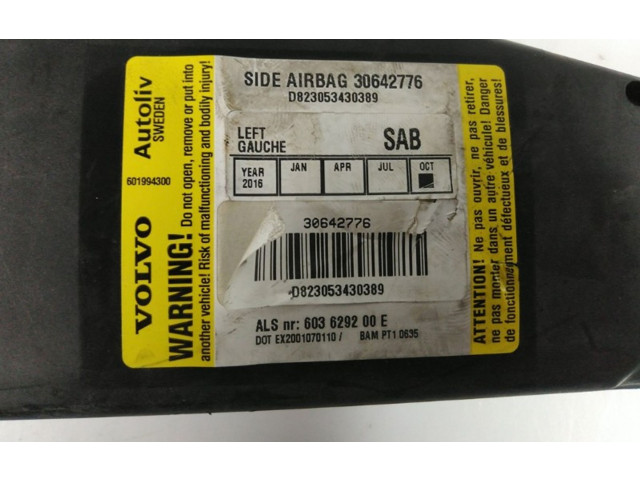 SIDE AIRBAG 30642776
D823053430389
LEFT
GAUCHE
SAB
YEAR
2016
JAN
APR
JUL
OCT
30642776
D823053430389
ALS nr: 603 6292 00 E
DOT EX2001070110 / BAM PT1 0635
Autoliv
SWEDEN
601994300
VOLVO
WARNING! Do not open, remove or put into
another vehicle! Risk of malfunctioning and bodily injury!
ATTENTION! Ne pas ouvrir, ne pas retirer,
ne pas monter dans un autre véhicule! Danger
de fonctionnement défectueux et de blessures!